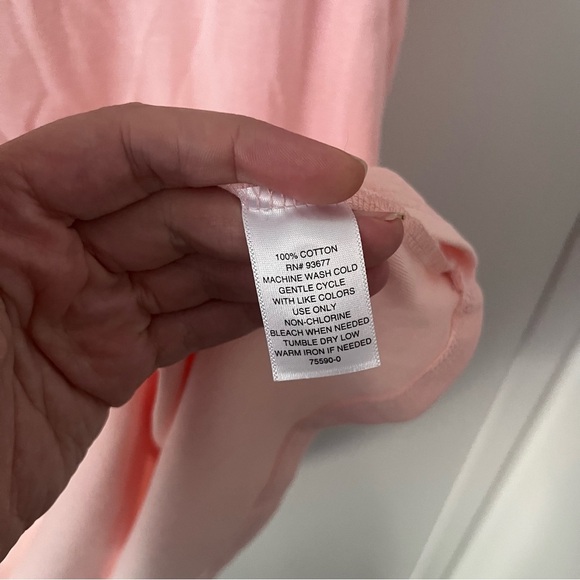 100% COTTON
RN# 93677
MACHINE WASH COLD
GENTLE CYCLE
WITH LIKE COLORS
USE ONLY
NON-CHLORINE
BLEACH WHEN NEEDED
TUMBLE DRY LOW
WARM IRON IF NEEDED
75590-0